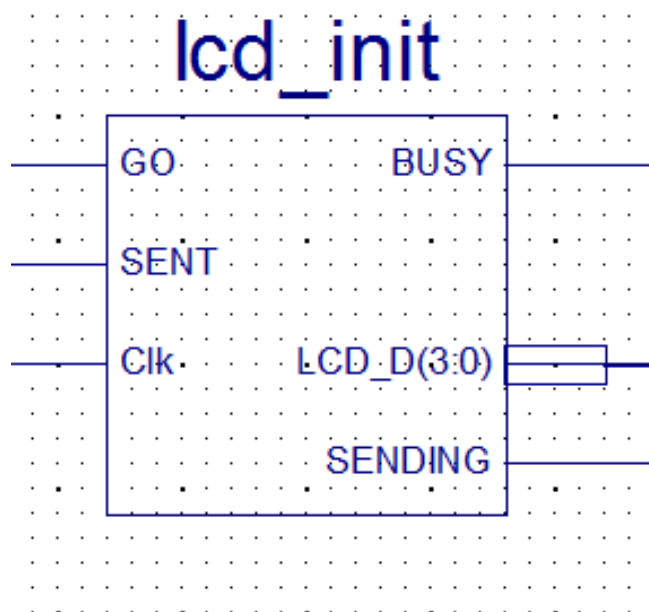 lcd_init
GO BUSY
SENT
Clk LCD_D(3:0)
SENDING